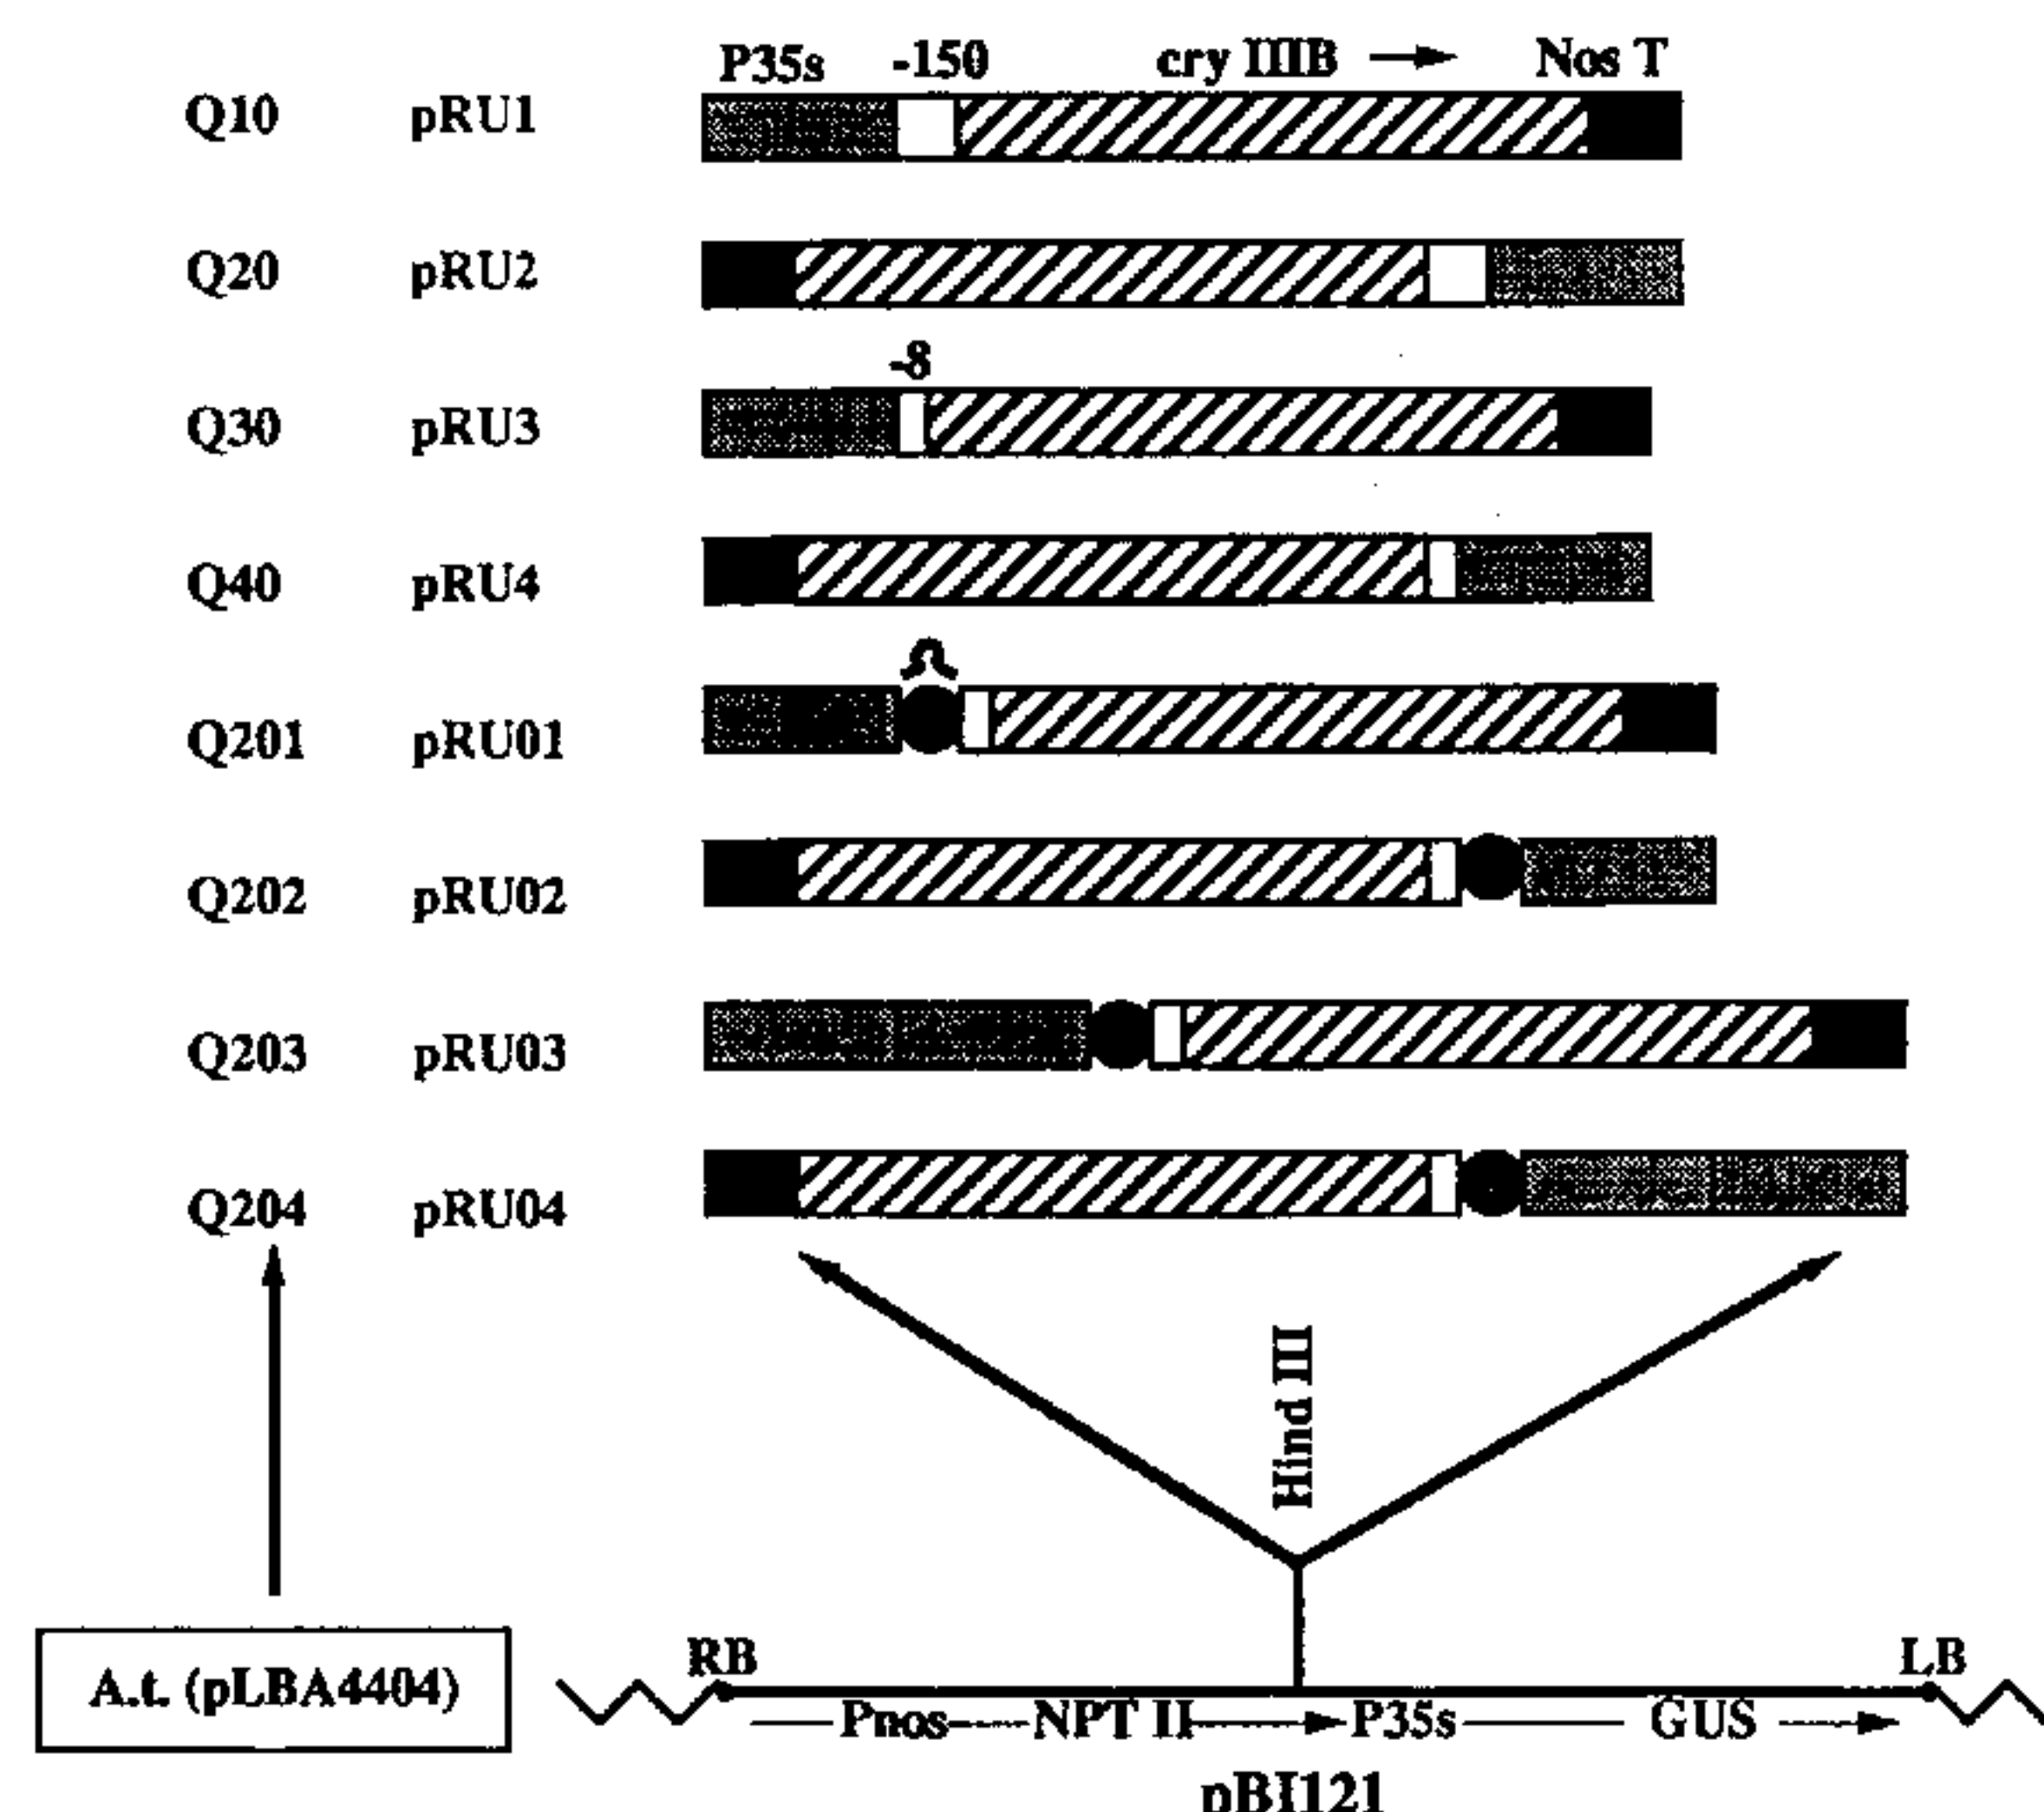 P35s -150 cry IIIB Nos T
Q10 pRU1
Q20 pRU2
-8
Q30 pRU3
Q40 pRU4
Ω
Q201 pRU01
Q202 pRU02
Q203 pRU03
Q204 pRU04
Hind III
A.t. (pLBA4404)
RB LB
Pnos NPT II P35s GUS
pBI121